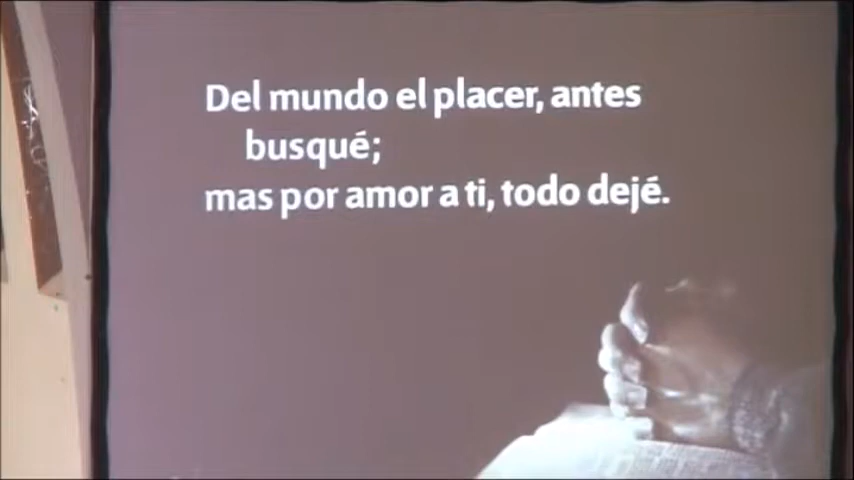 Del mundo el placer, antes
busqué;
mas por amor a ti, todo dejé.